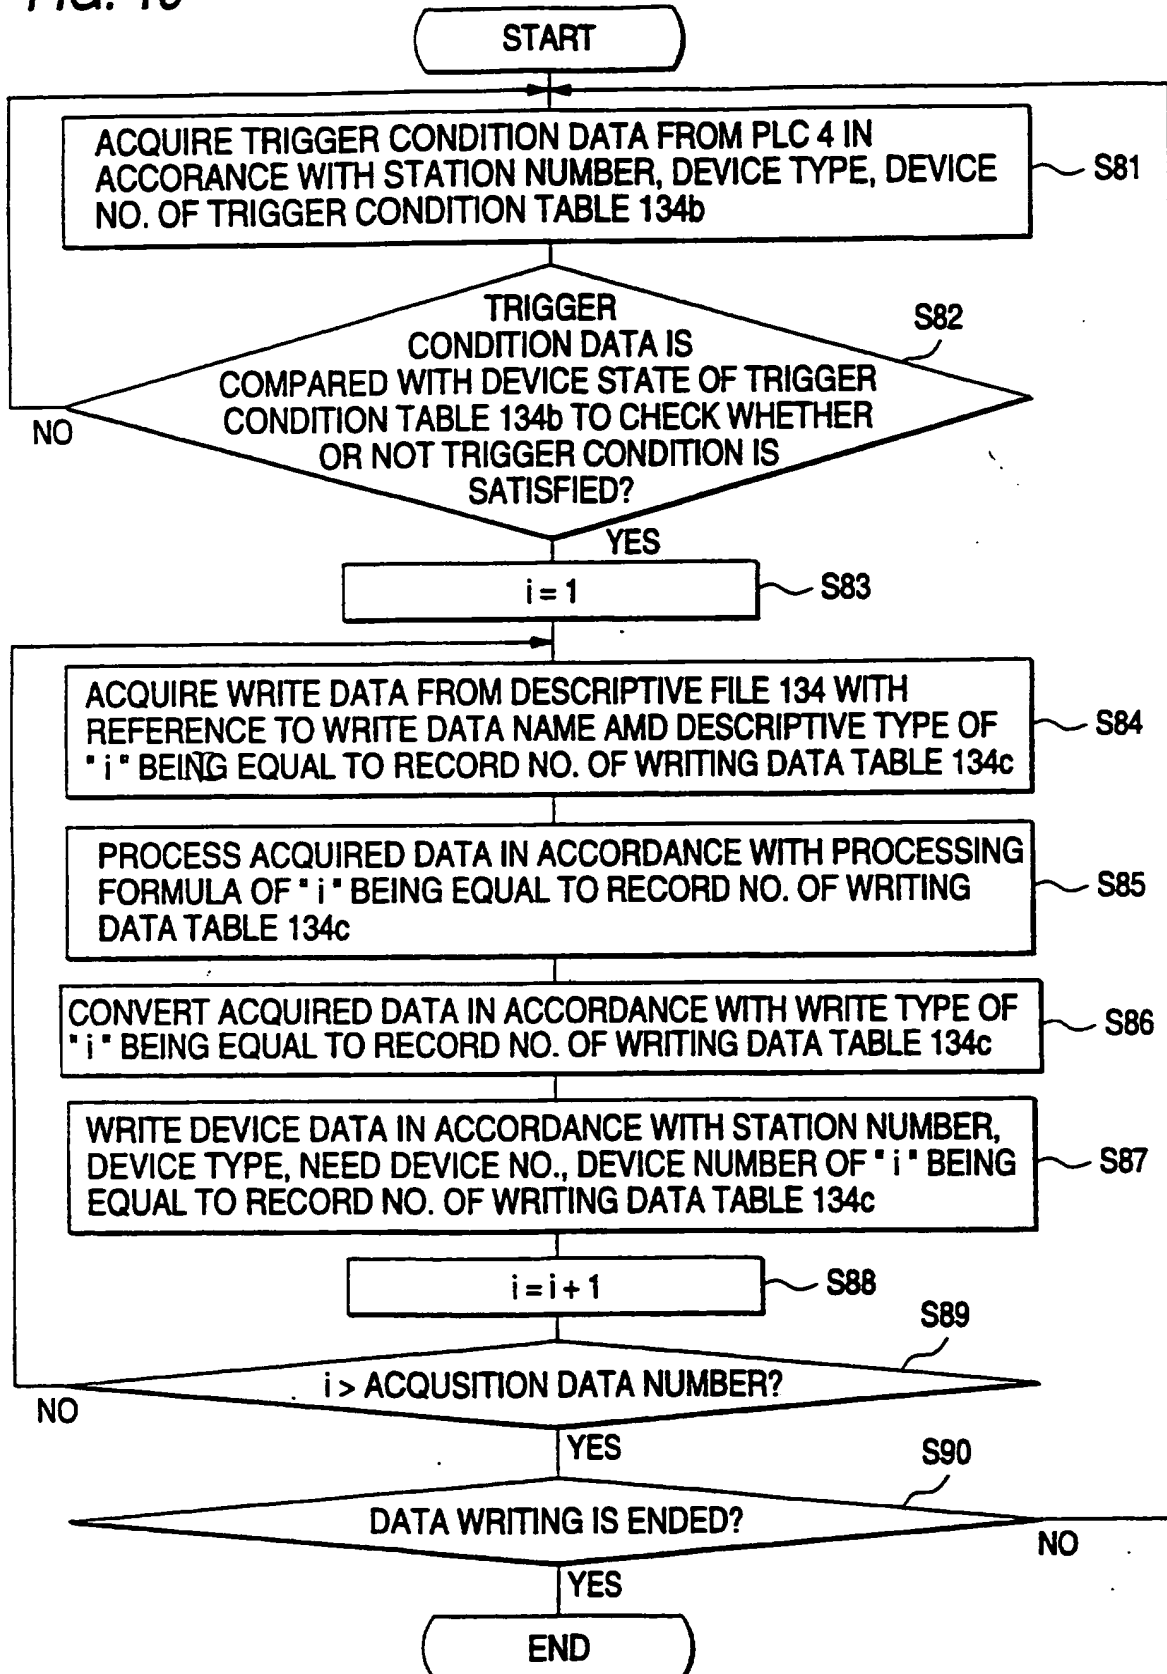 START
ACQUIRE TRIGGER CONDITION DATA FROM PLC 4 IN
ACCORANCE WITH STATION NUMBER, DEVICE TYPE, DEVICE
NO. OF TRIGGER CONDITION TABLE 134b
S81
TRIGGER
CONDITION DATA IS
COMPARED WITH DEVICE STATE OF TRIGGER
CONDITION TABLE 134b TO CHECK WHETHER
OR NOT TRIGGER CONDITION IS
SATISFIED?
S82
NO
YES
i = 1
S83
ACQUIRE WRITE DATA FROM DESCRIPTIVE FILE 134 WITH
REFERENCE TO WRITE DATA NAME AMD DESCRIPTIVE TYPE OF
"i" BEING EQUAL TO RECORD NO. OF WRITING DATA TABLE 134c
S84
PROCESS ACQUIRED DATA IN ACCORDANCE WITH PROCESSING
FORMULA OF "i" BEING EQUAL TO RECORD NO. OF WRITING
DATA TABLE 134c
S85
CONVERT ACQUIRED DATA IN ACCORDANCE WITH WRITE TYPE OF
"i" BEING EQUAL TO RECORD NO. OF WRITING DATA TABLE 134c
S86
WRITE DEVICE DATA IN ACCORDANCE WITH STATION NUMBER,
DEVICE TYPE, NEED DEVICE NO., DEVICE NUMBER OF "i" BEING
EQUAL TO RECORD NO. OF WRITING DATA TABLE 134c
S87
i = i + 1
S88
i > ACQUSITION DATA NUMBER?
S89
NO
YES
DATA WRITING IS ENDED?
S90
NO
YES
END